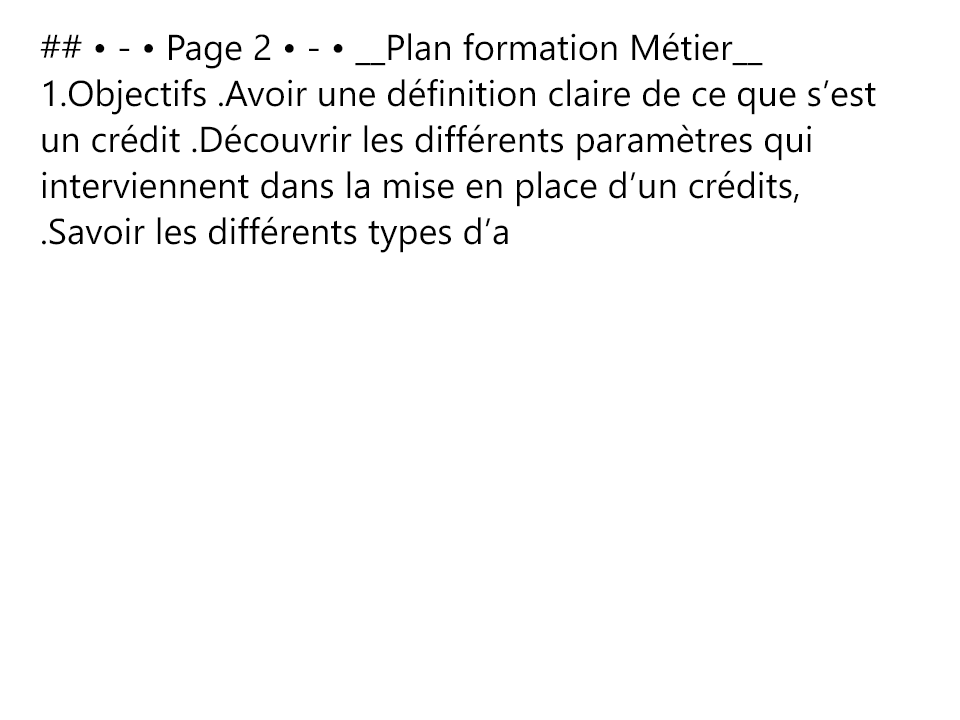 ## • - • Page 2 • - • __Plan formation Métier__
1.Objectifs .Avoir une définition claire de ce que s’est
un crédit .Découvrir les différents paramètres qui
interviennent dans la mise en place d’un crédits,
.Savoir les différents types d’a